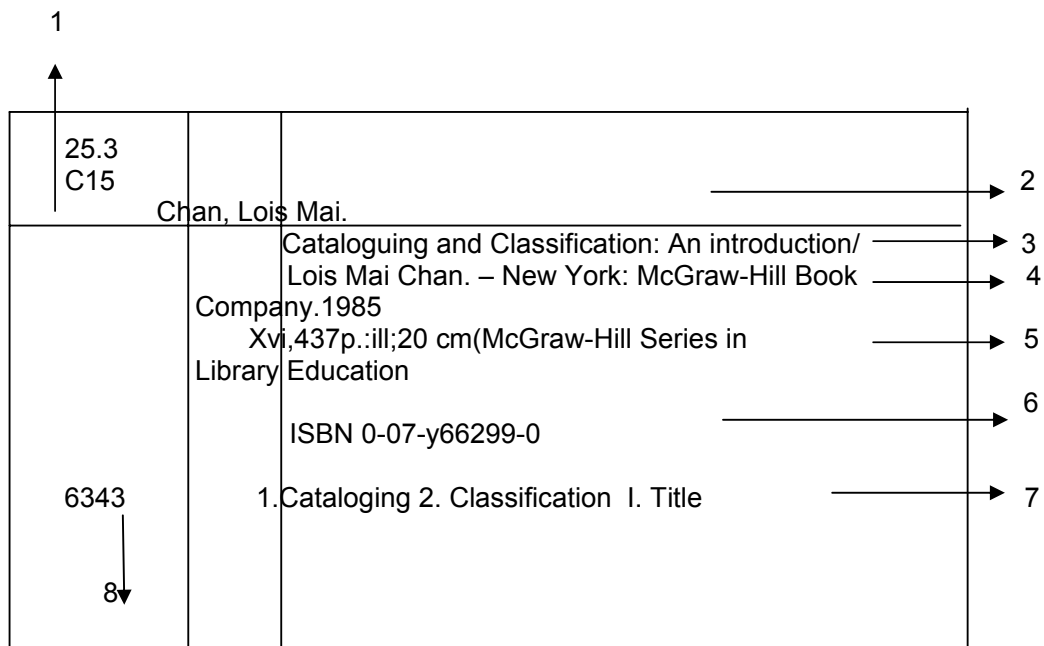 1
25.3
C15
2
Chan, Lois Mai.
Cataloguing and Classification: An introduction/ 3
Lois Mai Chan. – New York: McGraw-Hill Book 4
Company.1985
Xvi,437p.:ill;20 cm(McGraw-Hill Series in 5
Library Education
6
ISBN 0-07-y66299-0
6343 1.Cataloging 2. Classification I. Title 7
8